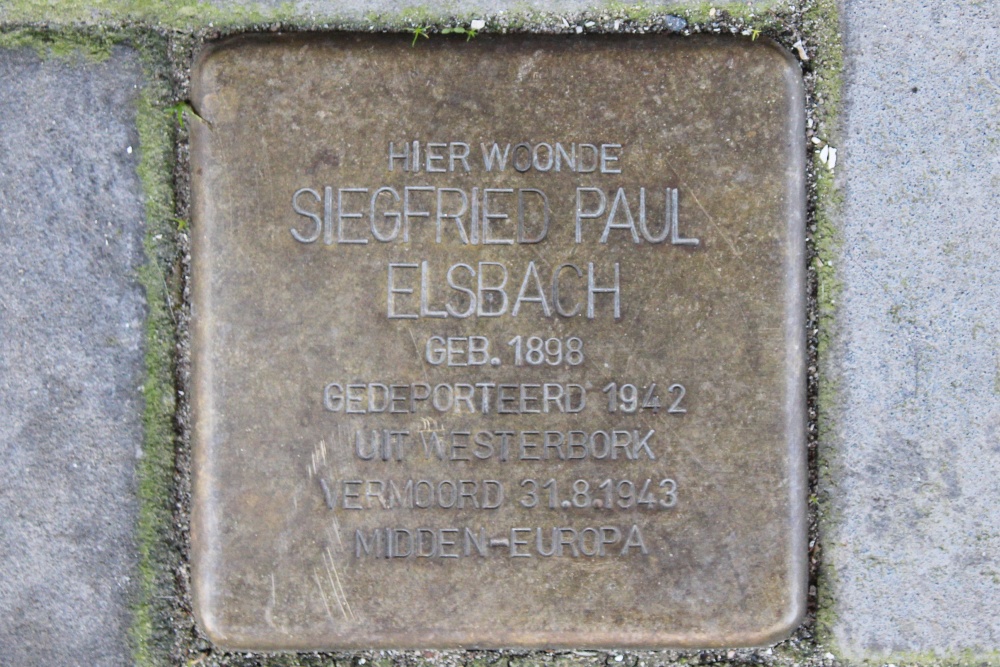 HIER WOONDE
SIEGFRIED PAUL
ELSBACH
GEB. 1898
GEDEPORTEERD 1942
UIT WESTERBORK
VERMOORD 31.8.1943
MIDDEN-EUROPA